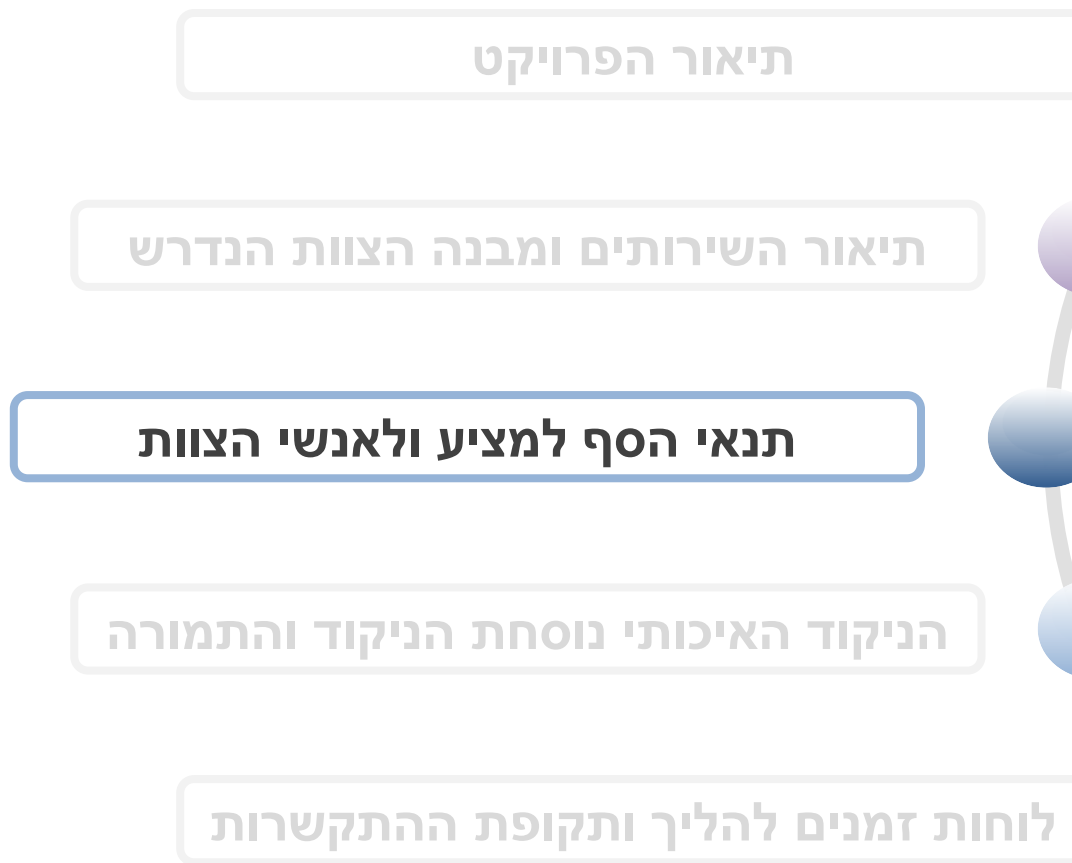 תיאור הפרויקט
תיאור השירותים ומבנה הצוות הנדרש
תנאי הסף למציע ולאנשי הצוות
הניקוד האיכותי נוסחת הניקוד והתמורה
לוחות זמנים להליך ותקופת ההתקשרות